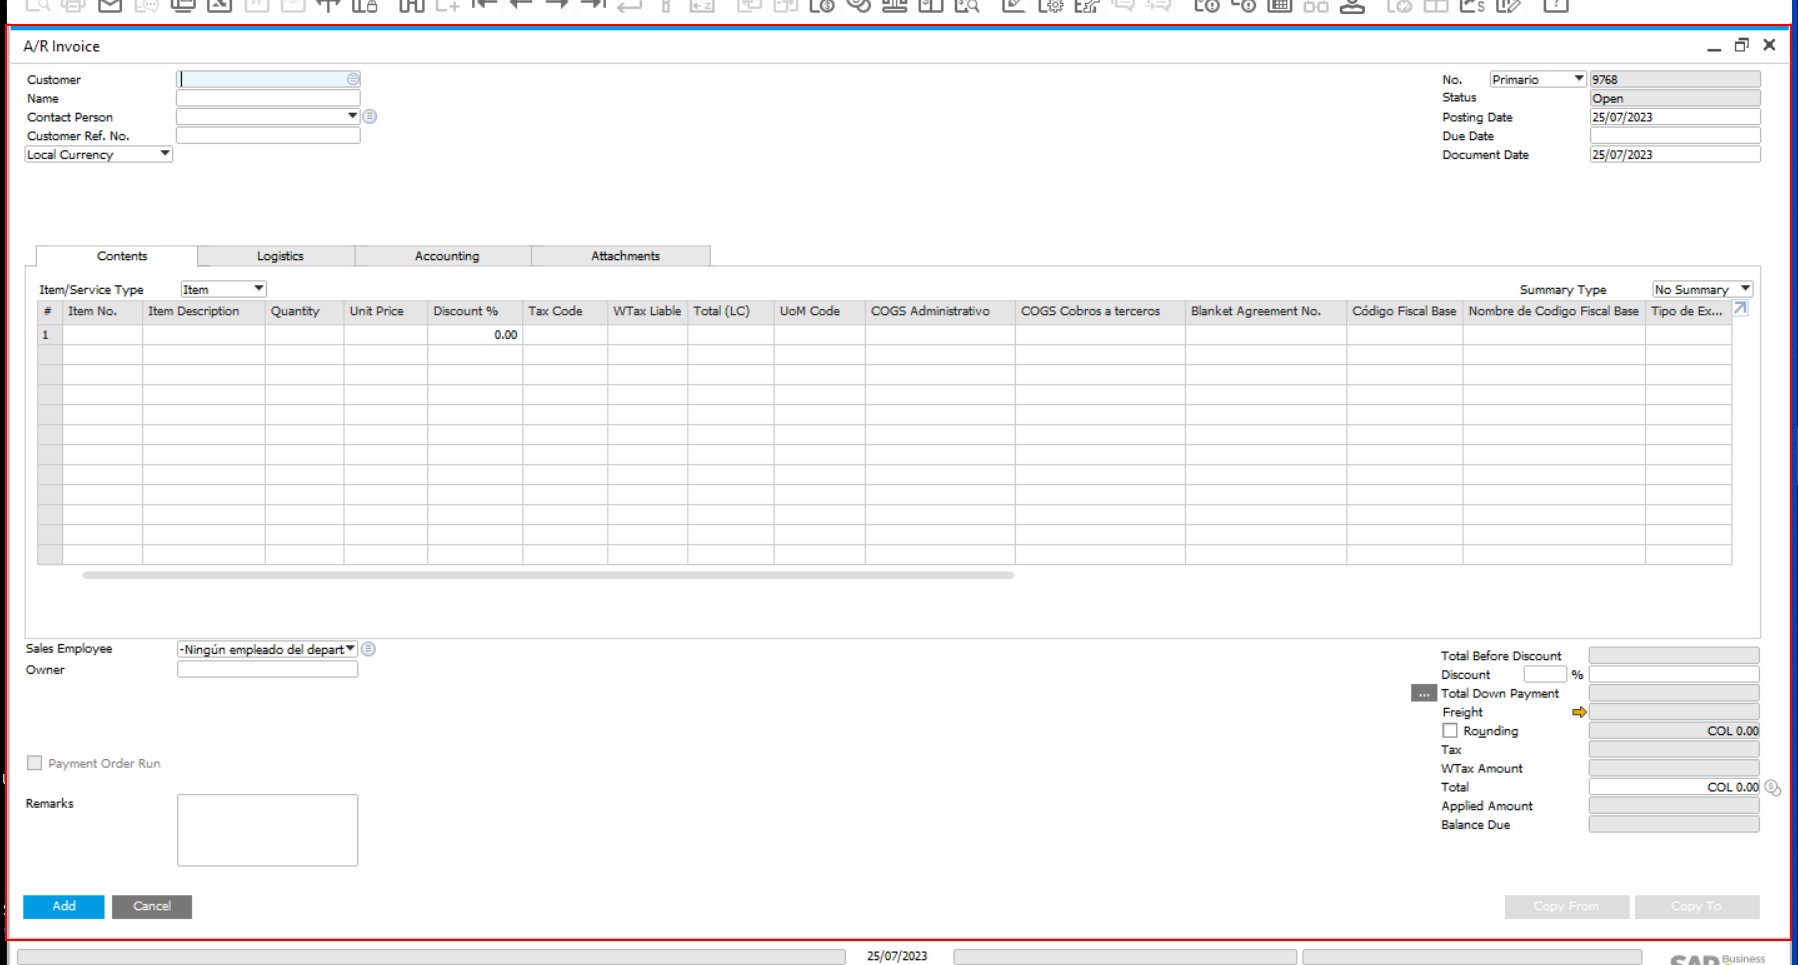 A/R Invoice
Customer
No. Primario 9768
Name
Status Open
Contact Person
Posting Date 25/07/2023
Customer Ref. No.
Due Date
Local Currency
Document Date 25/07/2023
Contents Logistics Accounting Attachments
Item/Service Type Item
Summary Type No Summary
# Item No. Item Description Quantity Unit Price Discount % Tax Code WTax Liable Total (LC) UoM Code COGS Administrativo COGS Cobros a terceros Blanket Agreement No. Código Fiscal Base Nombre de Codigo Fiscal Base Tipo de Ex...
1 0.00
Sales Employee -Ningún empleado del depart
Owner
Total Before Discount
Discount %
... Total Down Payment
Freight
Rounding COL 0.00
Tax
Payment Order Run
WTax Amount
Total COL 0.00
Remarks
Applied Amount
Balance Due
Add Cancel
Copy From Copy To
25/07/2023
SAP Business